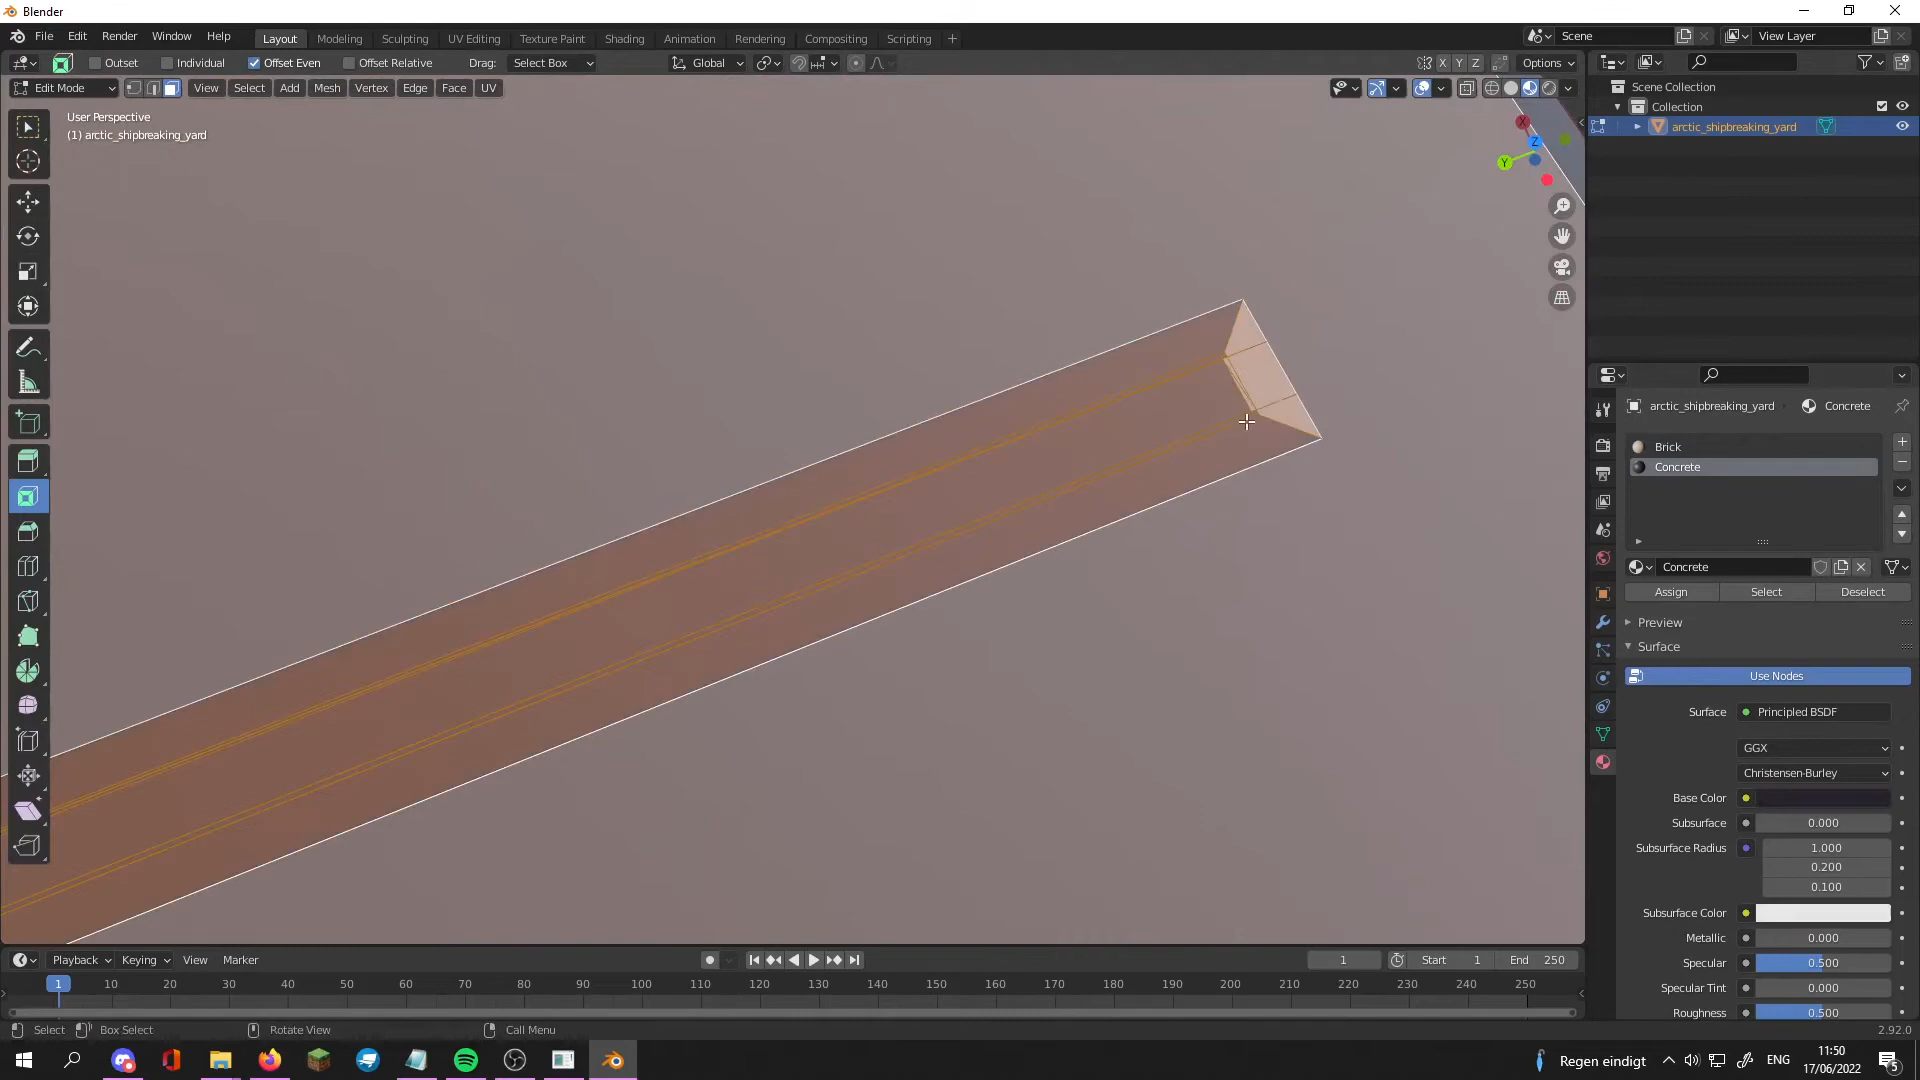 Blender
File Edit Render Window Help Layout Modeling Sculpting UV Editing Texture Paint Shading Animation Rendering Compositing Scripting + Scene View Layer
Outset Individual Offset Even Offset Relative Drag: Select Box Global X Y Z Options
Edit Mode View Select Add Mesh Vertex Edge Face UV
User Perspective
(1) arctic_shipbreaking_yard
X
Z
Y
Scene Collection
Collection
arctic_shipbreaking_yard
arctic_shipbreaking_yard Concrete
Brick
Concrete
Concrete
Assign Select Deselect
Preview
Surface
Use Nodes
Surface Principled BSDF
GGX
Christensen-Burley
Base Color
Subsurface 0.000
Subsurface Radius 1.000
0.200
0.100
Subsurface Color
Metallic 0.000
Specular 0.500
Specular Tint 0.000
Roughness 0.500
Playback Keying View Marker 1 Start 1 End 250
1 10 20 30 40 50 60 70 80 90 100 110 120 130 140 150 160 170 180 190 200 210 220 230 240 250
Select Box Select Rotate View Call Menu 2.92.0
Regen eindigt ENG 11:50
17/06/2022
5